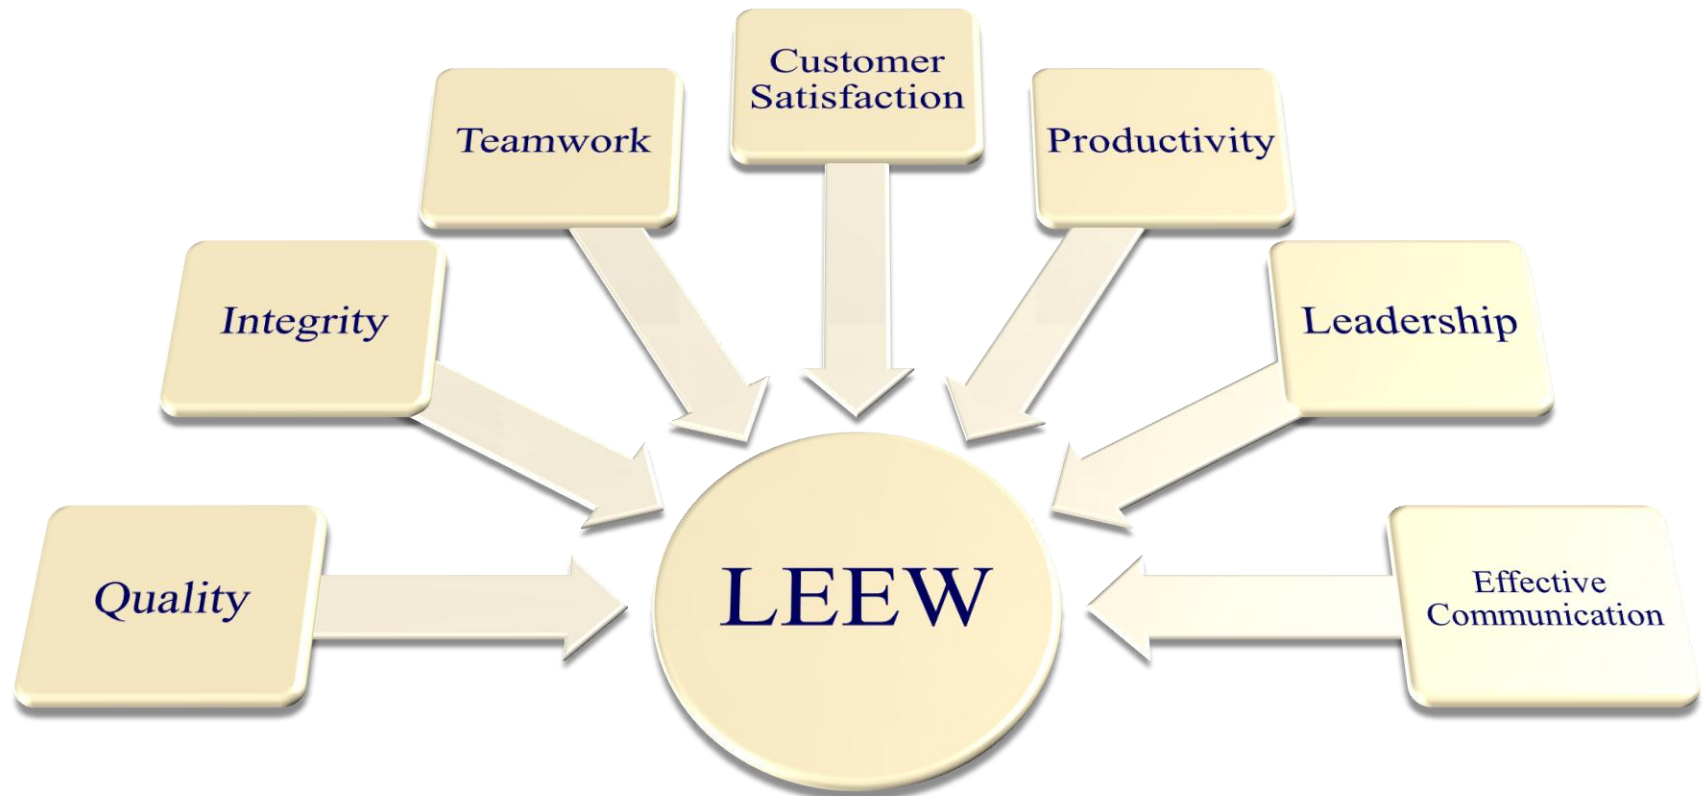 Customer
Satisfaction
Teamwork
Productivity
Integrity
Leadership
Quality
LEEW
Effective
Communication